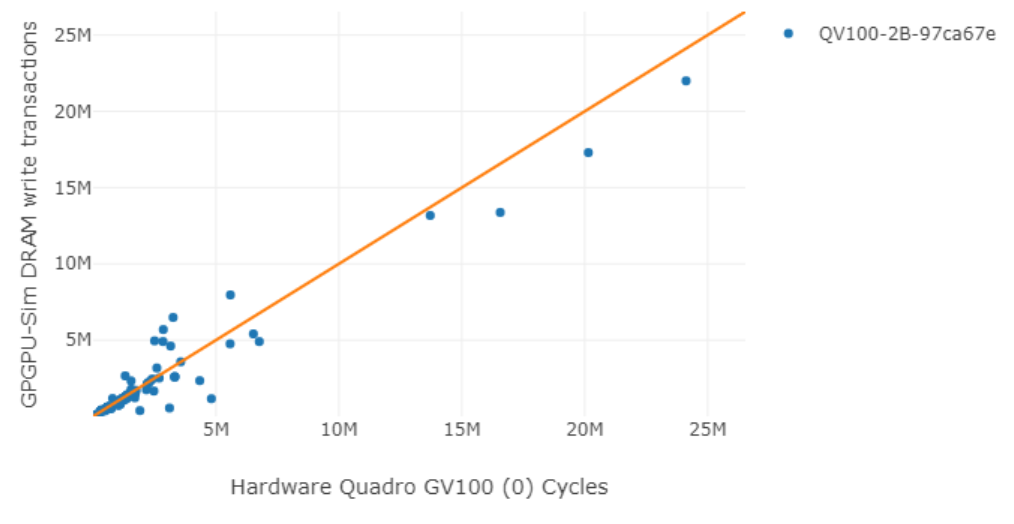 GPGPU-Sim DRAM write transactions
25M
20M
15M
10M
5M
5M 10M 15M 20M 25M
Hardware Quadro GV100 (0) Cycles
QV100-2B-97ca67e